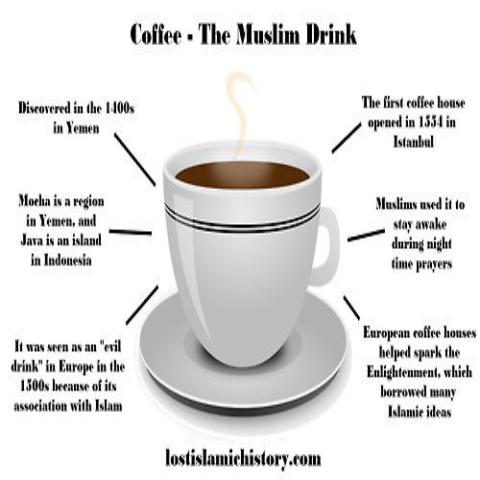 Coffee - The Muslim Drink
Discovered in the 1400s
in Yemen
The first coffee house
opened in 1554 in
Istanbul
Mocha is a region
in Yemen, and
Java is an island
in Indonesia
Muslims used it to
stay awake
during night
time prayers
It was seen as an "evil
drink" in Europe in the
1500s because of its
association with Islam
European coffee houses
helped spark the
Enlightenment, which
borrowed many
Islamic ideas
lostislamichistory.com